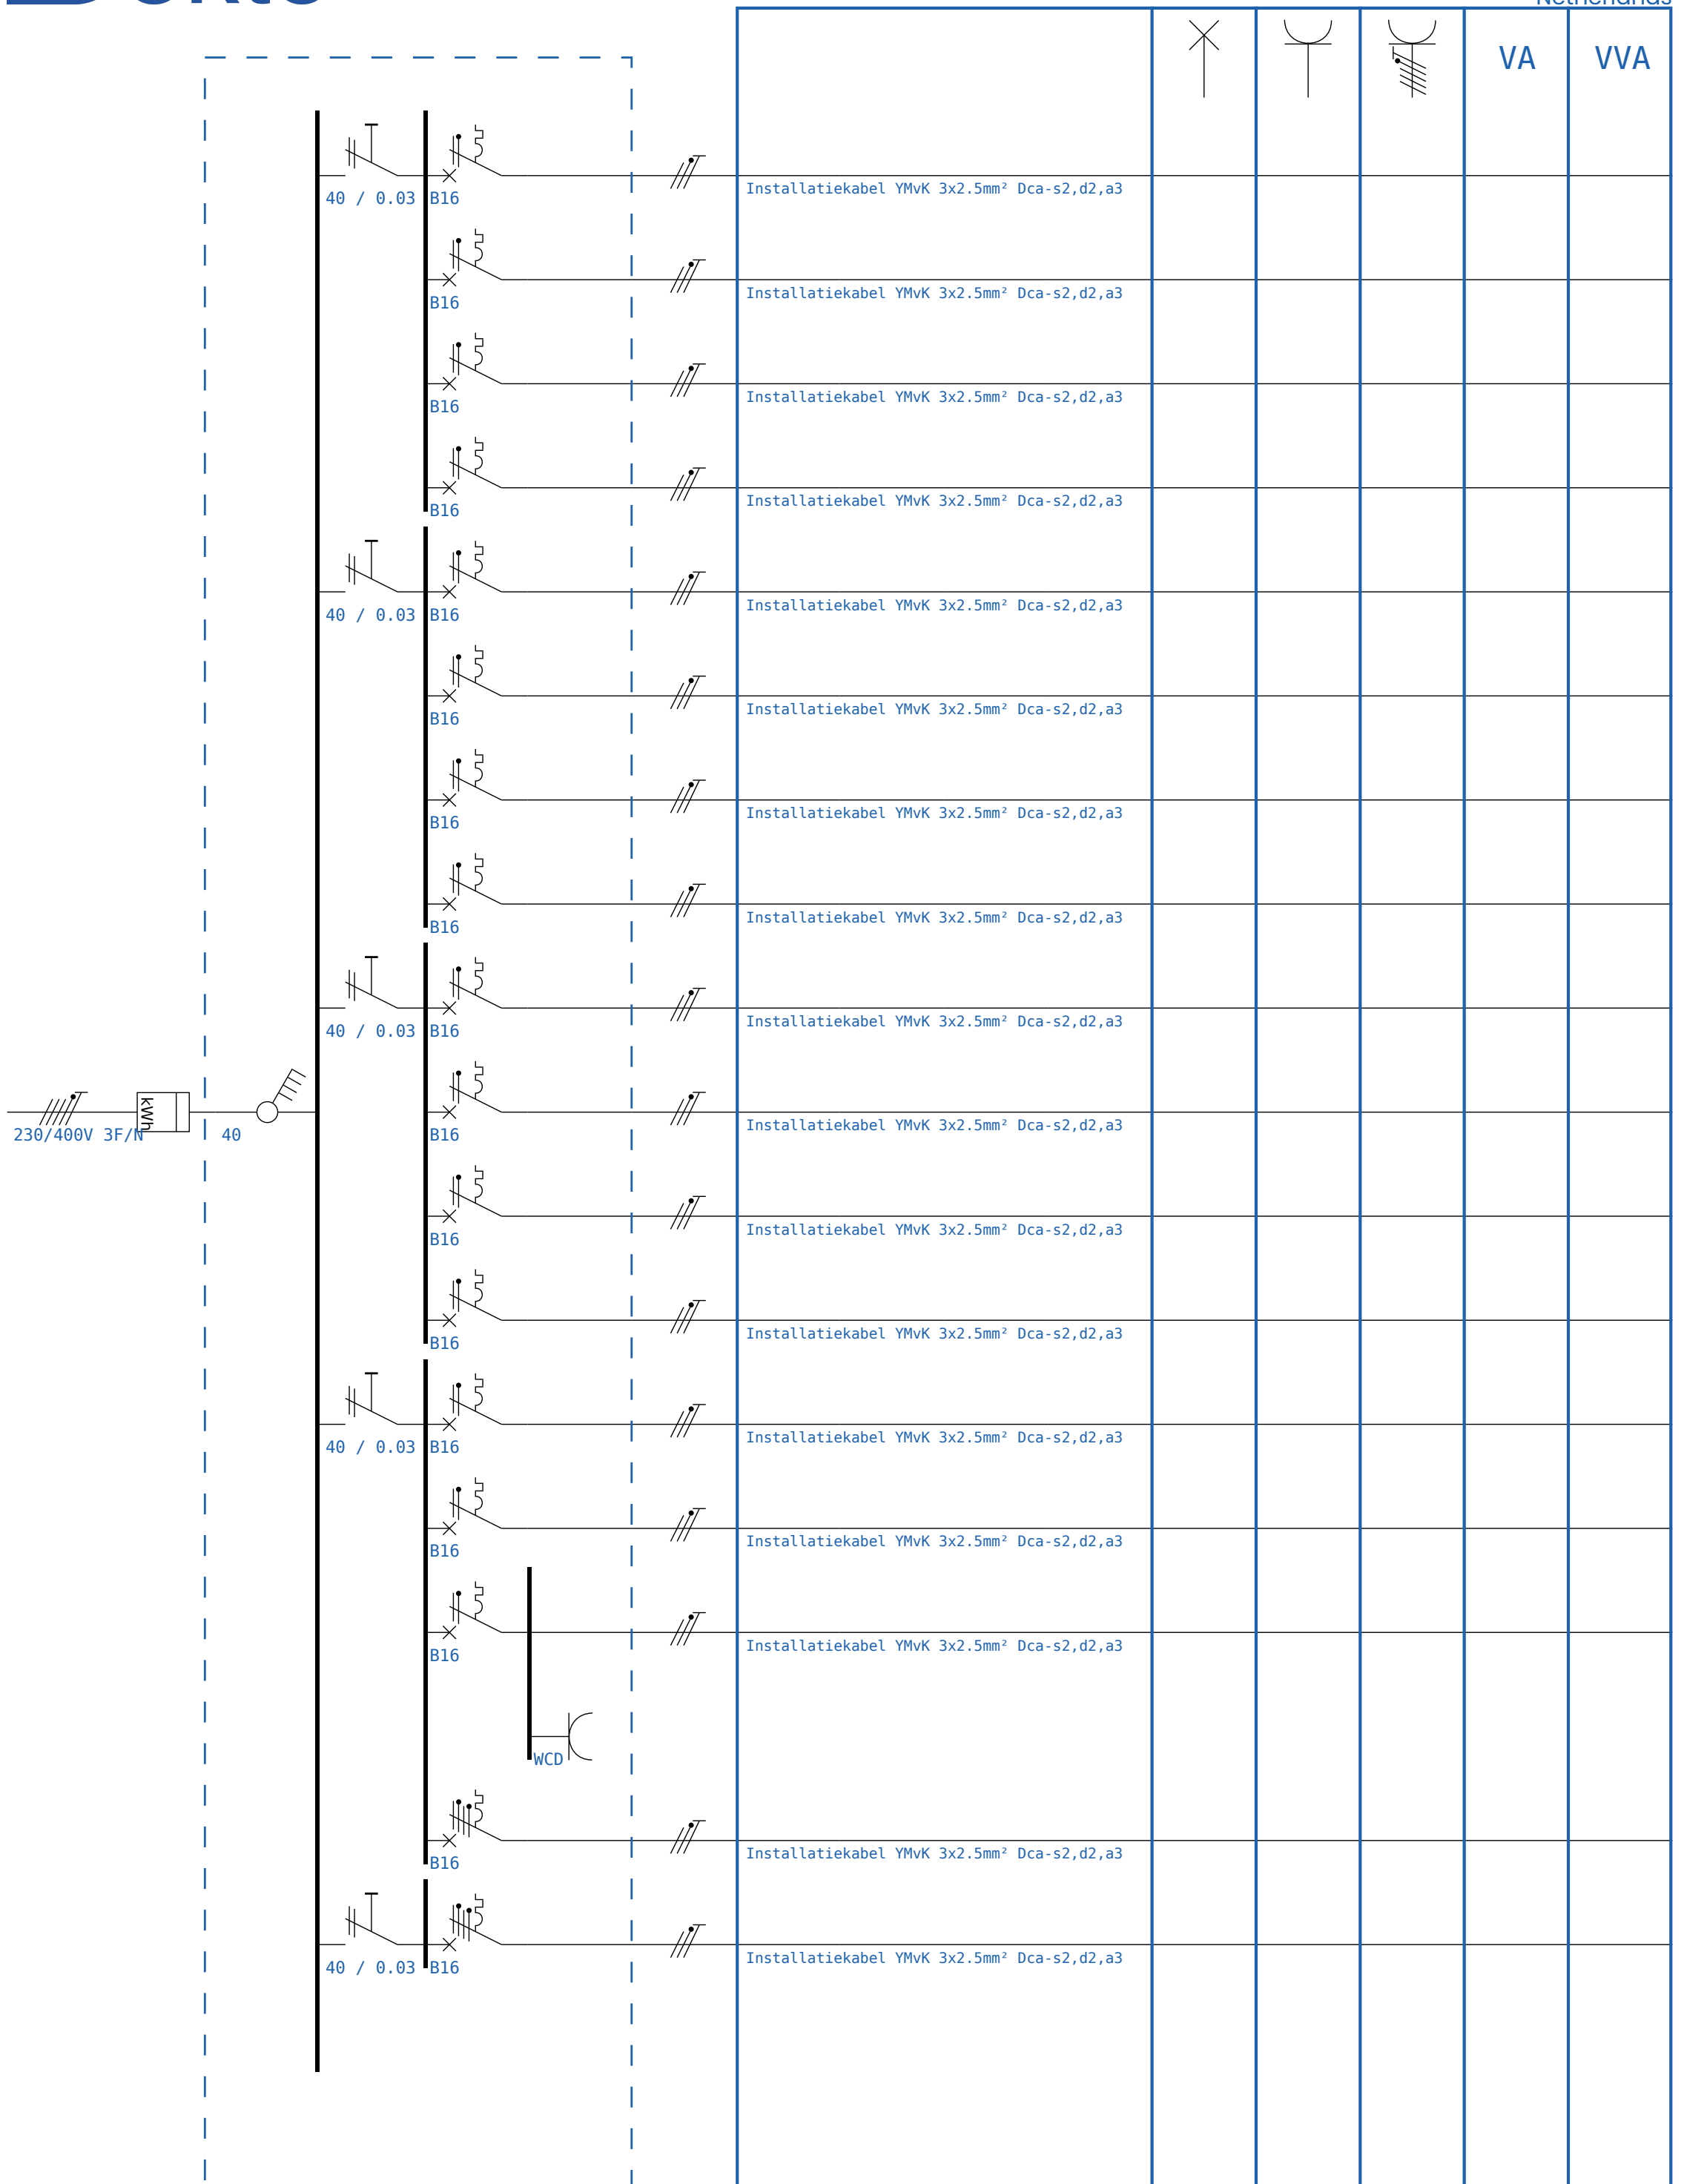 Netherlands
VA VVA
40 / 0.03 B16 Installatiekabel YMvK 3x2.5mm² Dca-s2,d2,a3
B16 Installatiekabel YMvK 3x2.5mm² Dca-s2,d2,a3
B16 Installatiekabel YMvK 3x2.5mm² Dca-s2,d2,a3
B16 Installatiekabel YMvK 3x2.5mm² Dca-s2,d2,a3
40 / 0.03 B16 Installatiekabel YMvK 3x2.5mm² Dca-s2,d2,a3
B16 Installatiekabel YMvK 3x2.5mm² Dca-s2,d2,a3
B16 Installatiekabel YMvK 3x2.5mm² Dca-s2,d2,a3
B16 Installatiekabel YMvK 3x2.5mm² Dca-s2,d2,a3
40 / 0.03 B16 Installatiekabel YMvK 3x2.5mm² Dca-s2,d2,a3
kWh
230/400V 3F/N 40 B16 Installatiekabel YMvK 3x2.5mm² Dca-s2,d2,a3
B16 Installatiekabel YMvK 3x2.5mm² Dca-s2,d2,a3
B16 Installatiekabel YMvK 3x2.5mm² Dca-s2,d2,a3
40 / 0.03 B16 Installatiekabel YMvK 3x2.5mm² Dca-s2,d2,a3
B16 Installatiekabel YMvK 3x2.5mm² Dca-s2,d2,a3
B16 Installatiekabel YMvK 3x2.5mm² Dca-s2,d2,a3
WCD
B16 Installatiekabel YMvK 3x2.5mm² Dca-s2,d2,a3
40 / 0.03 B16 Installatiekabel YMvK 3x2.5mm² Dca-s2,d2,a3